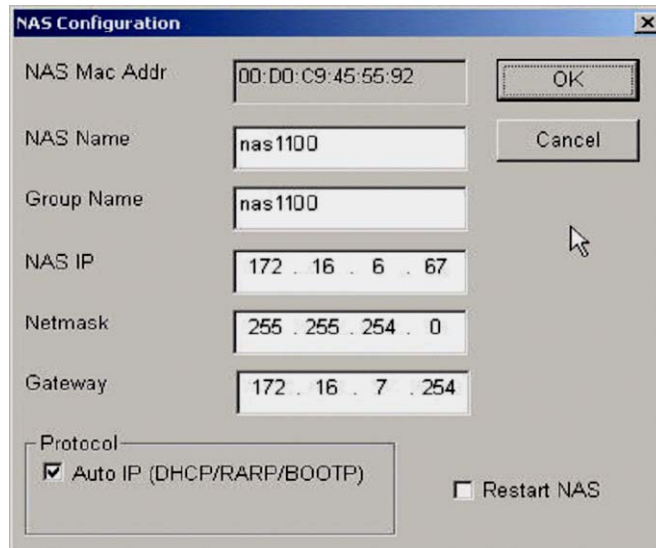 NAS Configuration
NAS Mac Addr 00:D0:C9:45:55:92 OK
NAS Name nas1100 Cancel
Group Name nas1100
NAS IP 172 . 16 . 6 . 67
Netmask 255 . 255 . 254 . 0
Gateway 172 . 16 . 7 . 254
Protocol
Auto IP (DHCP/RARP/BOOTP)
Restart NAS